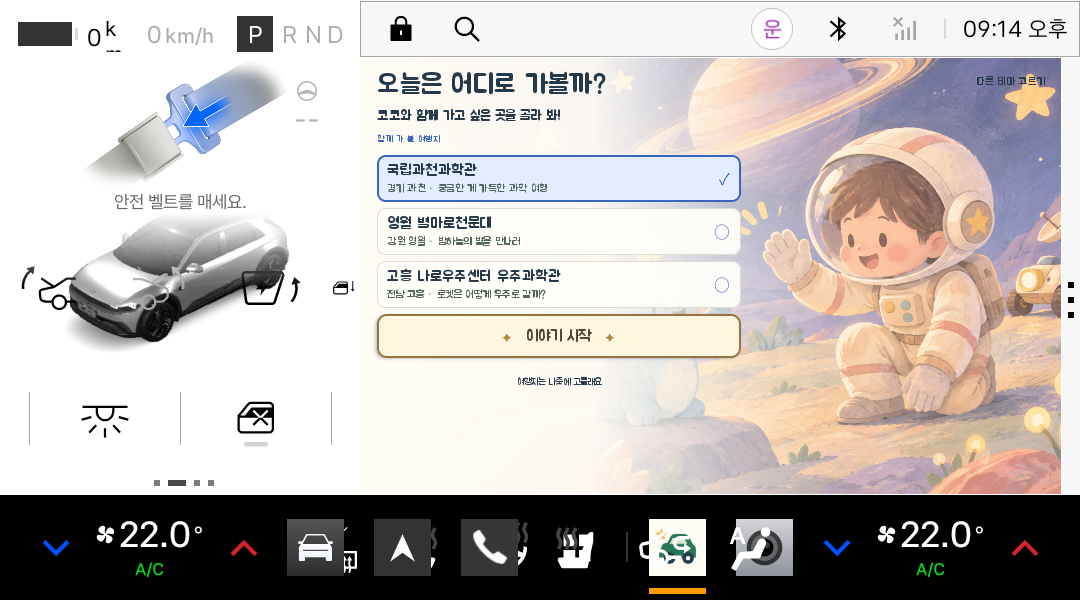 0 k
P R N D
0 km/h
09:14 오후
운
안전 벨트를 매세요.
오늘은 어디로 가볼까?
다른 테마 고르기
코코와 함께 가고 싶은 곳을 골라 봐!
함께 가 볼 여행지
국립과천과학관
경기 과천 · 궁금한 게 가득한 과학 여행
영월 별마로천문대
강원 영월 · 밤하늘의 별을 만나러
고흥 나로우주센터 우주과학관
전남 고흥 · 로켓은 어떻게 우주로 갈까?
이야기 시작
여행지는 나중에 고를래요
22.0°
A/C
A
22.0°
A/C